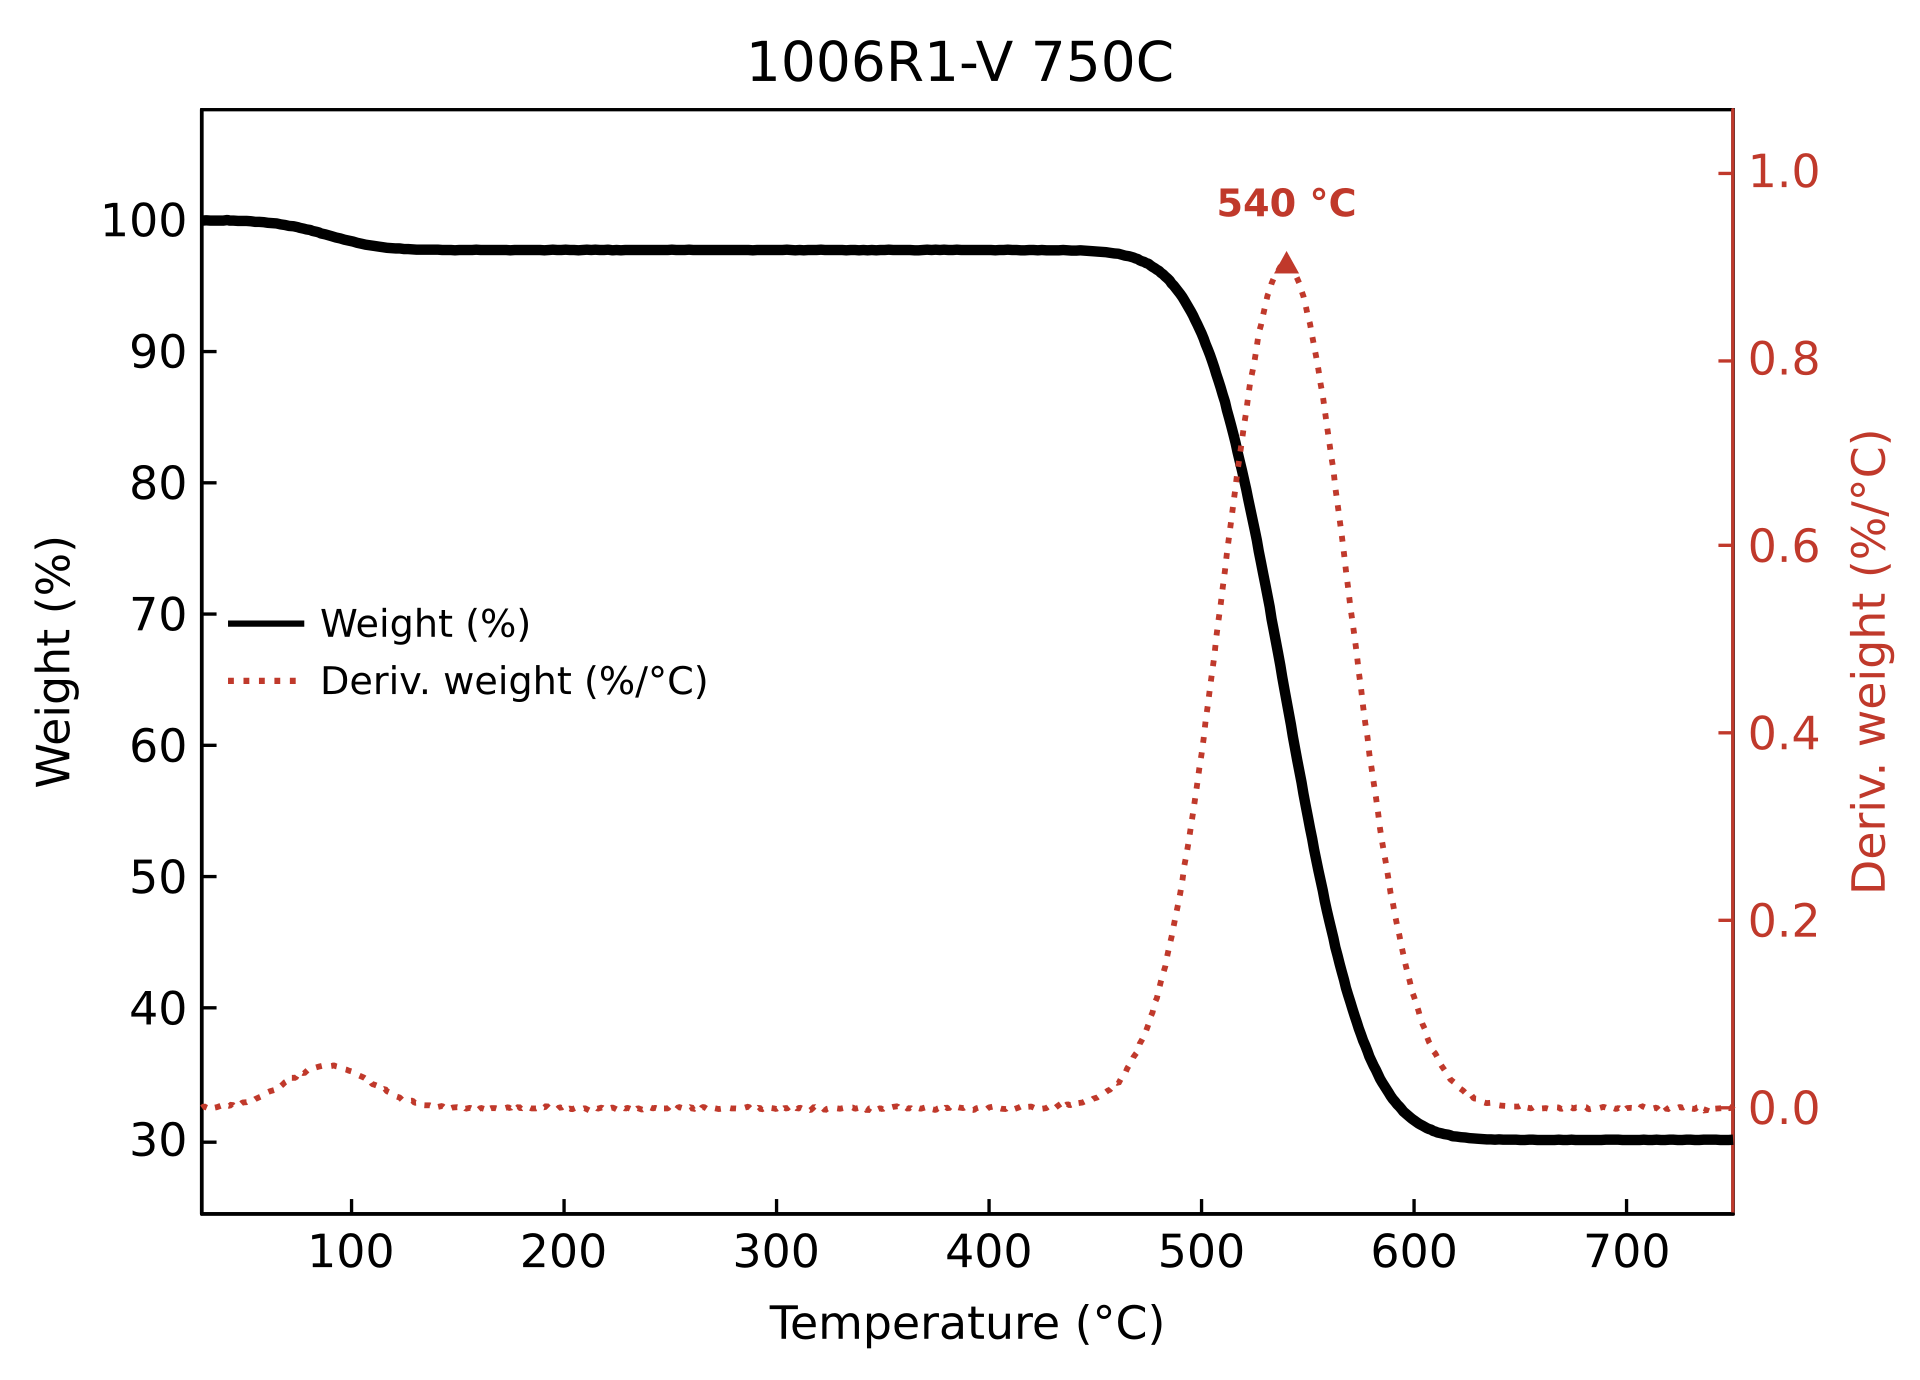 1006R1-V 750C
540 °C
100
90
80
70
60
50
40
30
Weight (%)
Weight (%)
Deriv. weight (%/°C)
1.0
0.8
0.6
0.4
0.2
0.0
Deriv. weight (%/°C)
100 200 300 400 500 600 700
Temperature (°C)